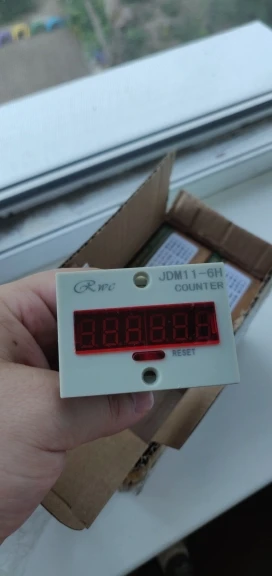 Rwc
JDM11-6H
COUNTER
RESET